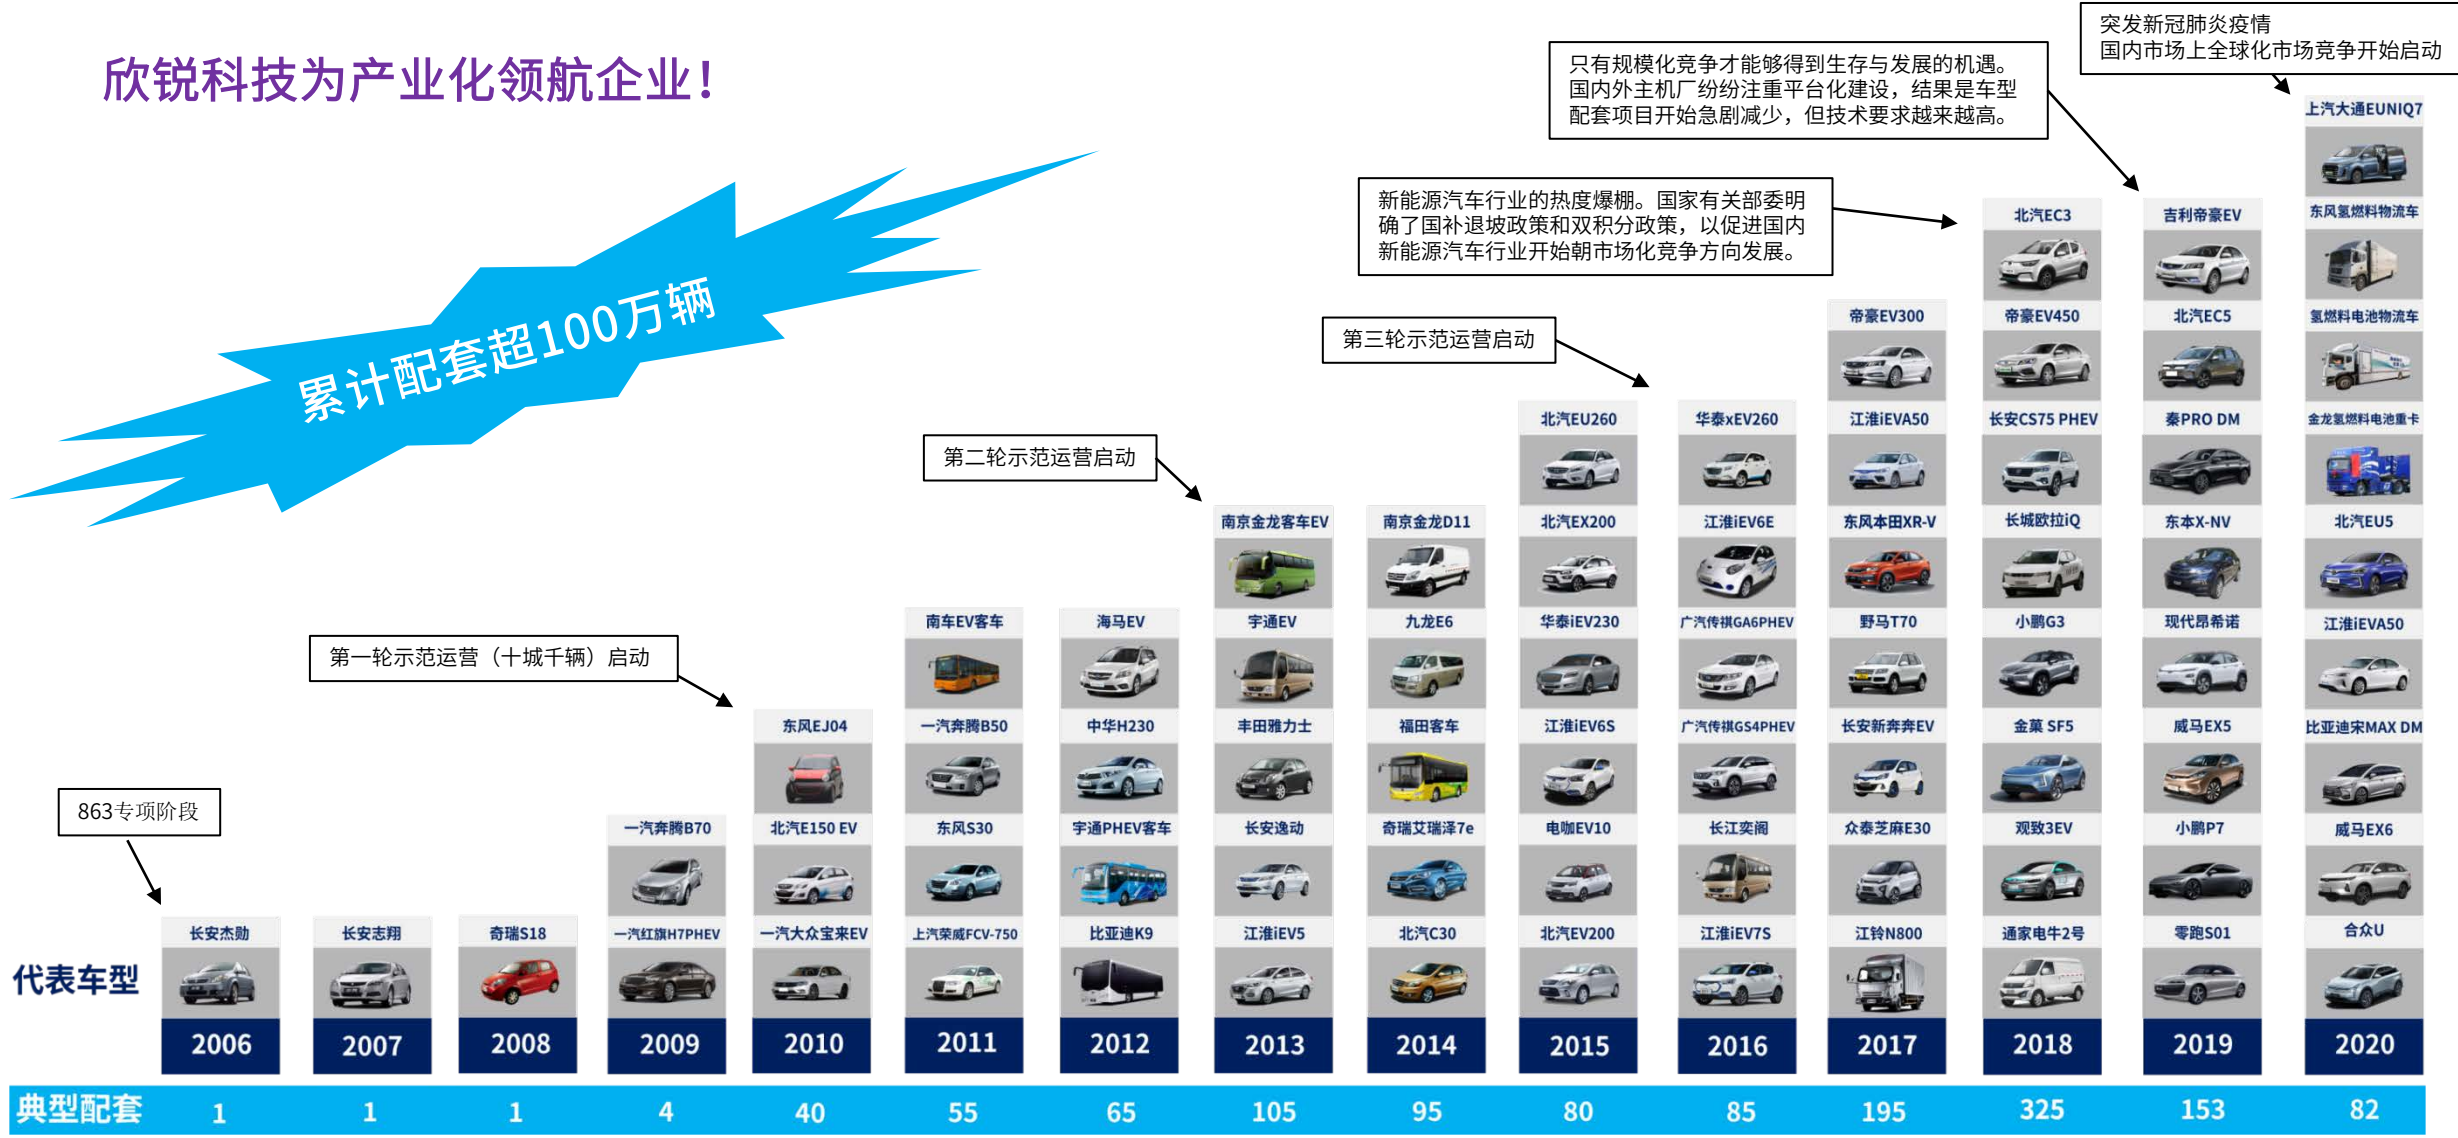 欣锐科技为产业化领航企业！
累计配套超100万辆
突发新冠肺炎疫情
国内市场上全球化市场竞争开始启动
只有规模化竞争才能够得到生存与发展的机遇。
国内外主机厂纷纷注重平台化建设，结果是车型
配套项目开始急剧减少，但技术要求越来越高。
新能源汽车行业的热度爆棚。国家有关部委明
确了国补退坡政策和双积分政策，以促进国内
新能源汽车行业开始朝市场化竞争方向发展。
第三轮示范运营启动
第二轮示范运营启动
第一轮示范运营（十城千辆）启动
863专项阶段
代表车型
长安杰勋
2006
长安志翔
2007
奇瑞S18
2008
一汽奔腾B70
一汽红旗H7PHEV
2009
东风EJ04
北汽E150 EV
一汽大众宝来EV
2010
南车EV客车
一汽奔腾B50
东风S30
上汽荣威FCV-750
2011
海马EV
中华H230
宇通PHEV客车
比亚迪K9
2012
南京金龙客车EV
宇通EV
丰田雅力士
长安逸动
江淮iEV5
2013
南京金龙D11
九龙E6
福田客车
奇瑞艾瑞泽7e
北汽C30
2014
北汽EU260
北汽EX200
华泰iEV230
江淮iEV6S
电咖EV10
北汽EV200
2015
华泰xEV260
江淮iEV6E
广汽传祺GA6PHEV
广汽传祺GS4PHEV
长江奕阁
江淮iEV7S
2016
帝豪EV300
江淮iEVA50
东风本田XR-V
野马T70
长安新奔奔EV
众泰芝麻E30
江铃N800
2017
北汽EC3
帝豪EV450
长安CS75 PHEV
长城欧拉iQ
小鹏G3
金菓 SF5
观致3EV
通家电牛2号
2018
吉利帝豪EV
北汽EC5
秦PRO DM
东本X-NV
现代昂希诺
威马EX5
小鹏P7
零跑S01
2019
上汽大通EUNIQ7
东风氢燃料物流车
氢燃料电池物流车
金龙氢燃料电池重卡
北汽EU5
江淮iEVA50
比亚迪宋MAX DM
威马EX6
合众U
2020
典型配套 1 1 1 4 40 55 65 105 95 80 85 195 325 153 82